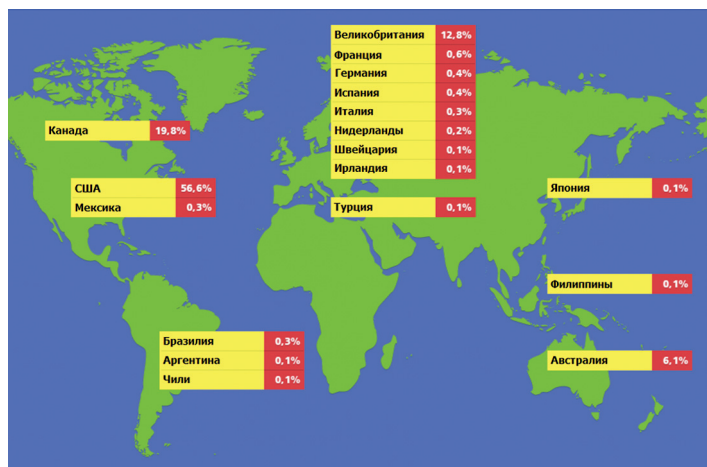 Великобритания 12,8%
Франция 0,6%
Германия 0,4%
Испания 0,4%
Италия 0,3%
Нидерланды 0,2%
Швейцария 0,1%
Ирландия 0,1%
Канада 19,8%
США 56,6%
Мексика 0,3%
Турция 0,1%
Япония 0,1%
Филиппины 0,1%
Бразилия 0,3%
Аргентина 0,1%
Чили 0,1%
Австралия 6,1%